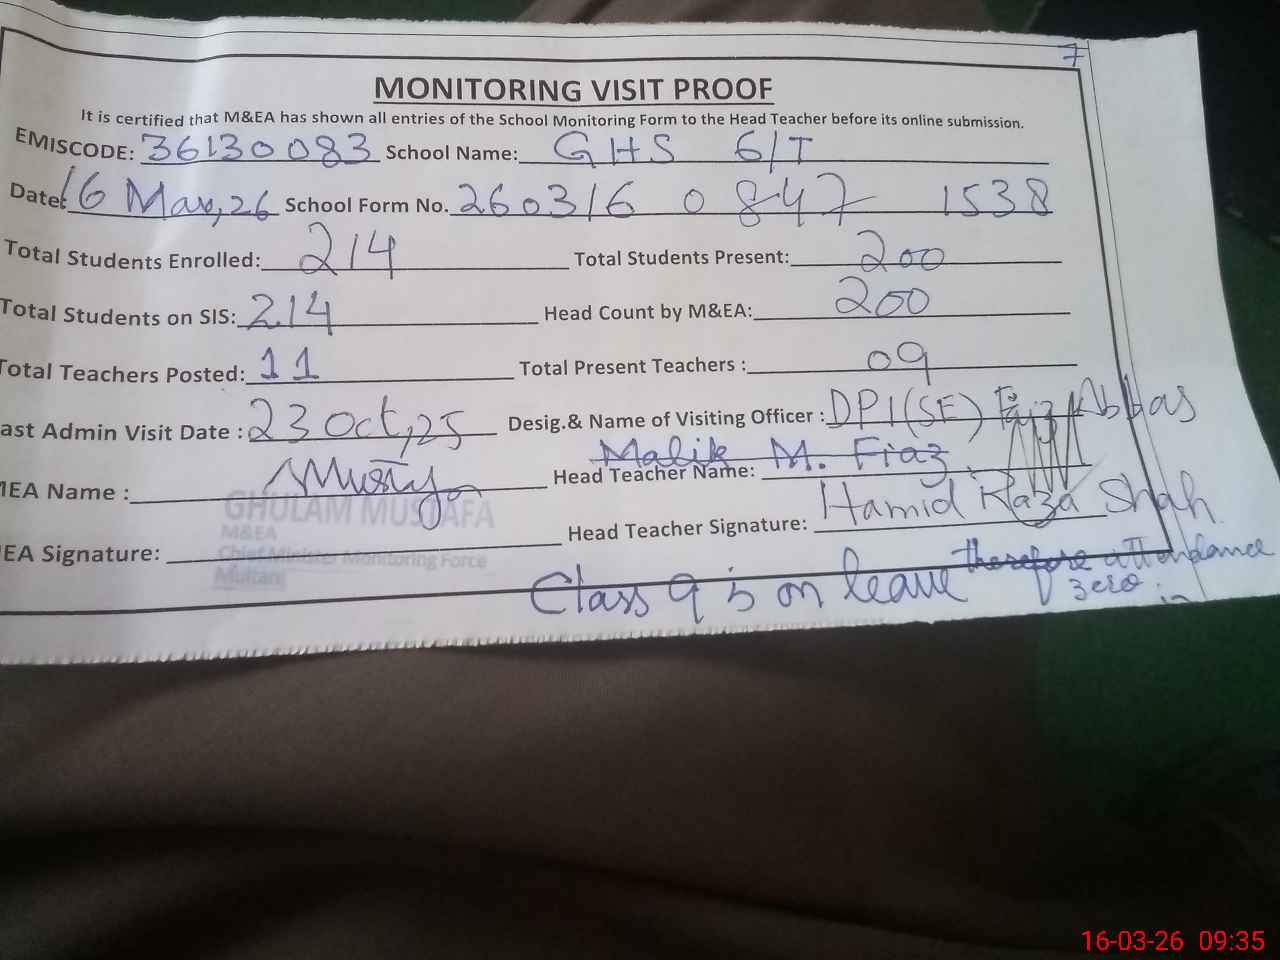 7
MONITORING VISIT PROOF
It is certified that M&EA has shown all entries of the School Monitoring Form to the Head Teacher before its online submission.
EMISCODE: 36130083 School Name: GHS 6/T
Date: 16 Mar, 26 School Form No. 260316 0 847 1538
Total Students Enrolled: 214 Total Students Present: 200
Total Students on SIS: 214 Head Count by M&EA: 200
Total Teachers Posted: 11 Total Present Teachers : 09
ast Admin Visit Date : 23 Oct, 25 Desig.& Name of Visiting Officer : DPI(SE) Abbas
MEA Name : Head Teacher Name: Malik M. Fiaz
GHULAM MUSTAFA
M&EA
Chief Minister Monitoring Force
Multan
EA Signature: Head Teacher Signature: Hamid Raza Shah
Class 9 is on leave therefore attendance zero
16-03-26 09:35